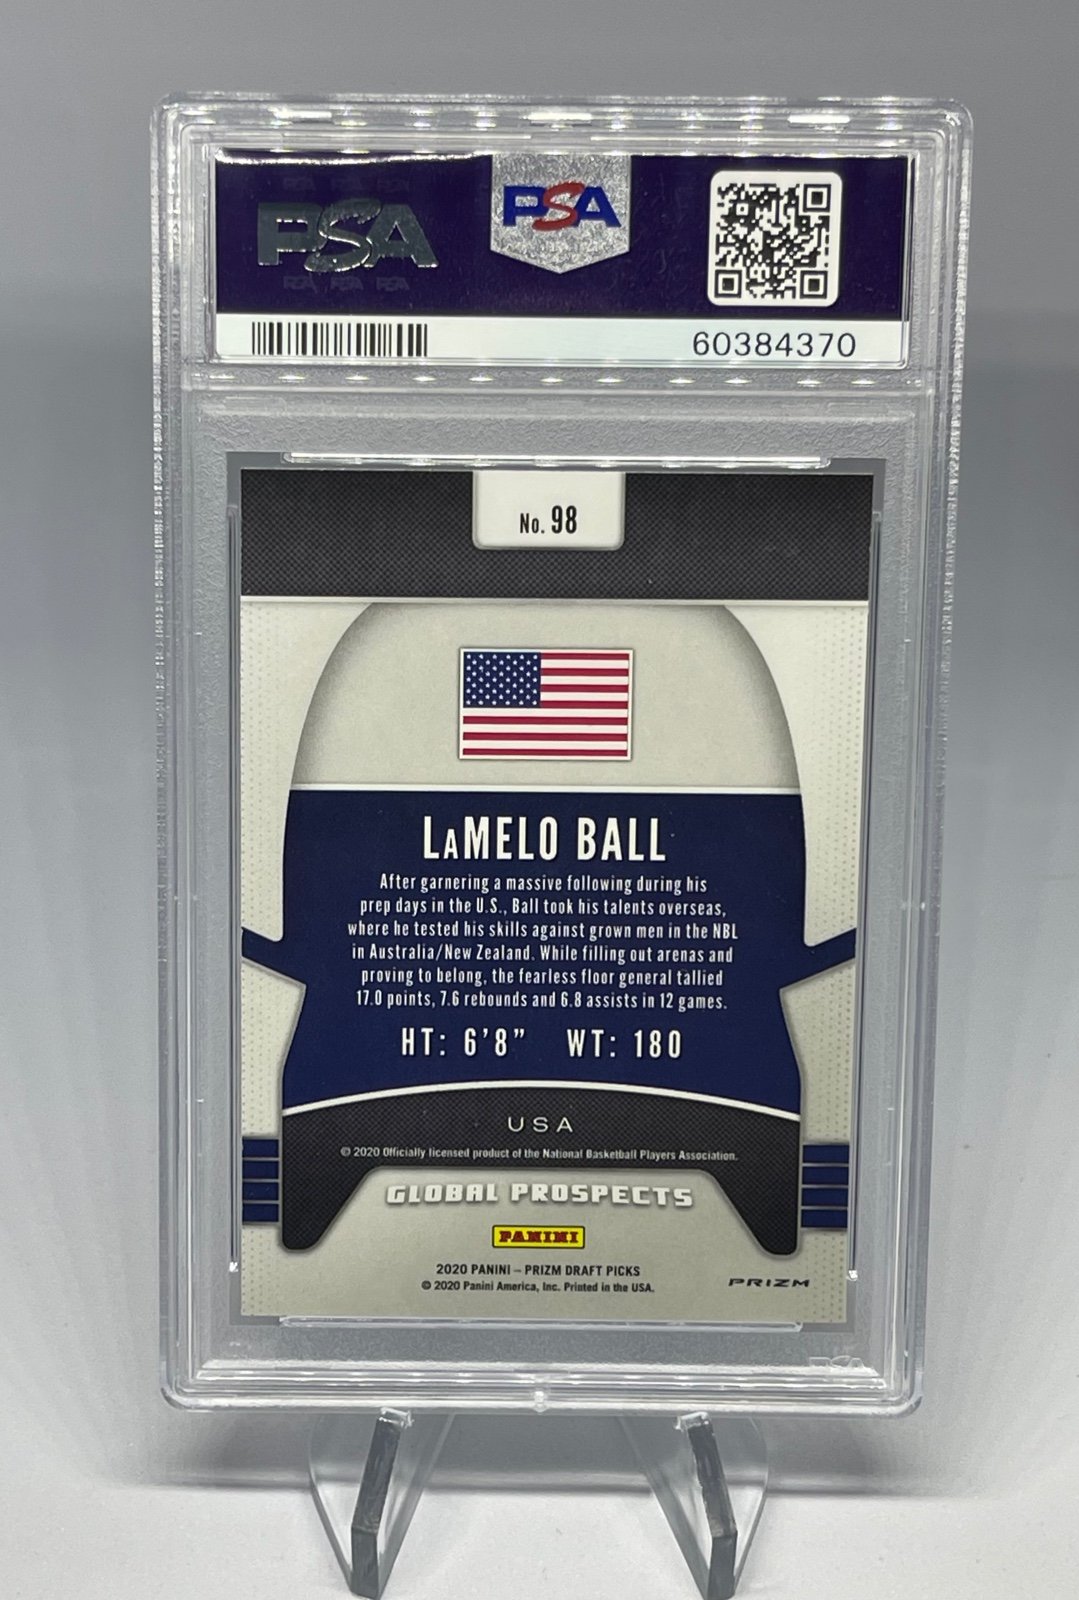 PSA
PSA
60384370
No. 98
LAMELO BALL
After garnering a massive following during his
prep days in the U.S., Ball took his talents overseas,
where he tested his skills against grown men in the NBL
in Australia/New Zealand. While filling out arenas and
proving to belong, the fearless floor general tallied
17.0 points, 7.6 rebounds and 6.8 assists in 12 games.
HT: 6'8" WT: 180
USA
© 2020 Officially licensed product of the National Basketball Players Association.
GLOBAL PROSPECTS
PANINI
2020 PANINI – PRIZM DRAFT PICKS
© 2020 Panini America, Inc. Printed in the USA.
PRIZM
PSA